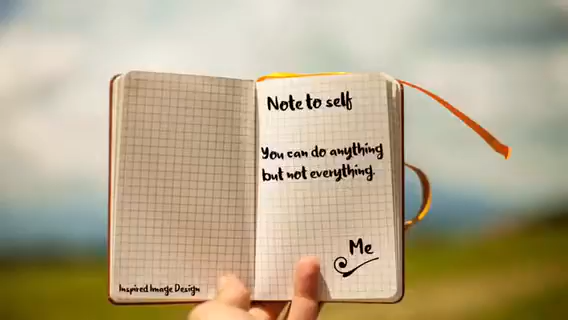 Inspired Image Design
Note to self
You can do anything
but not everything.
Me